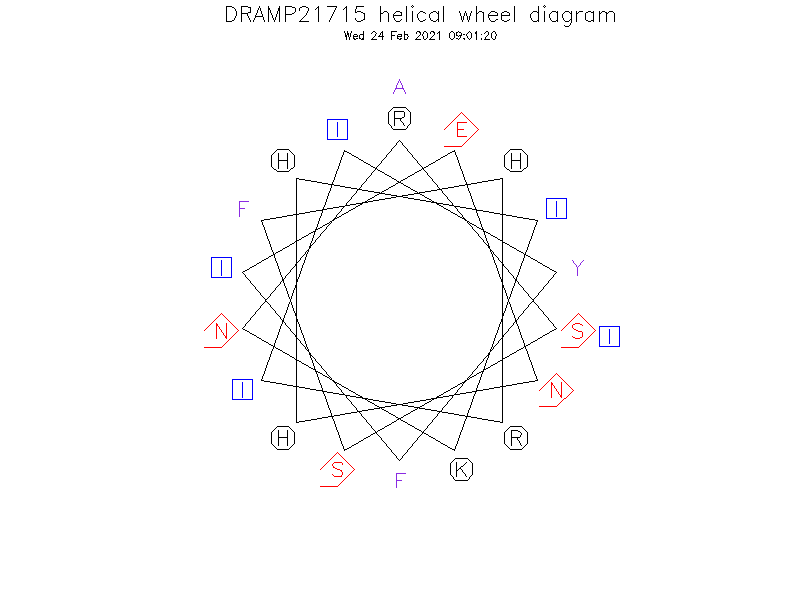 DRAMP21715 helical wheel diagram
Wed 24 Feb 2021 09:01:20
A
I R E
H H
F I
I Y
N S I
I N
H R
S F K